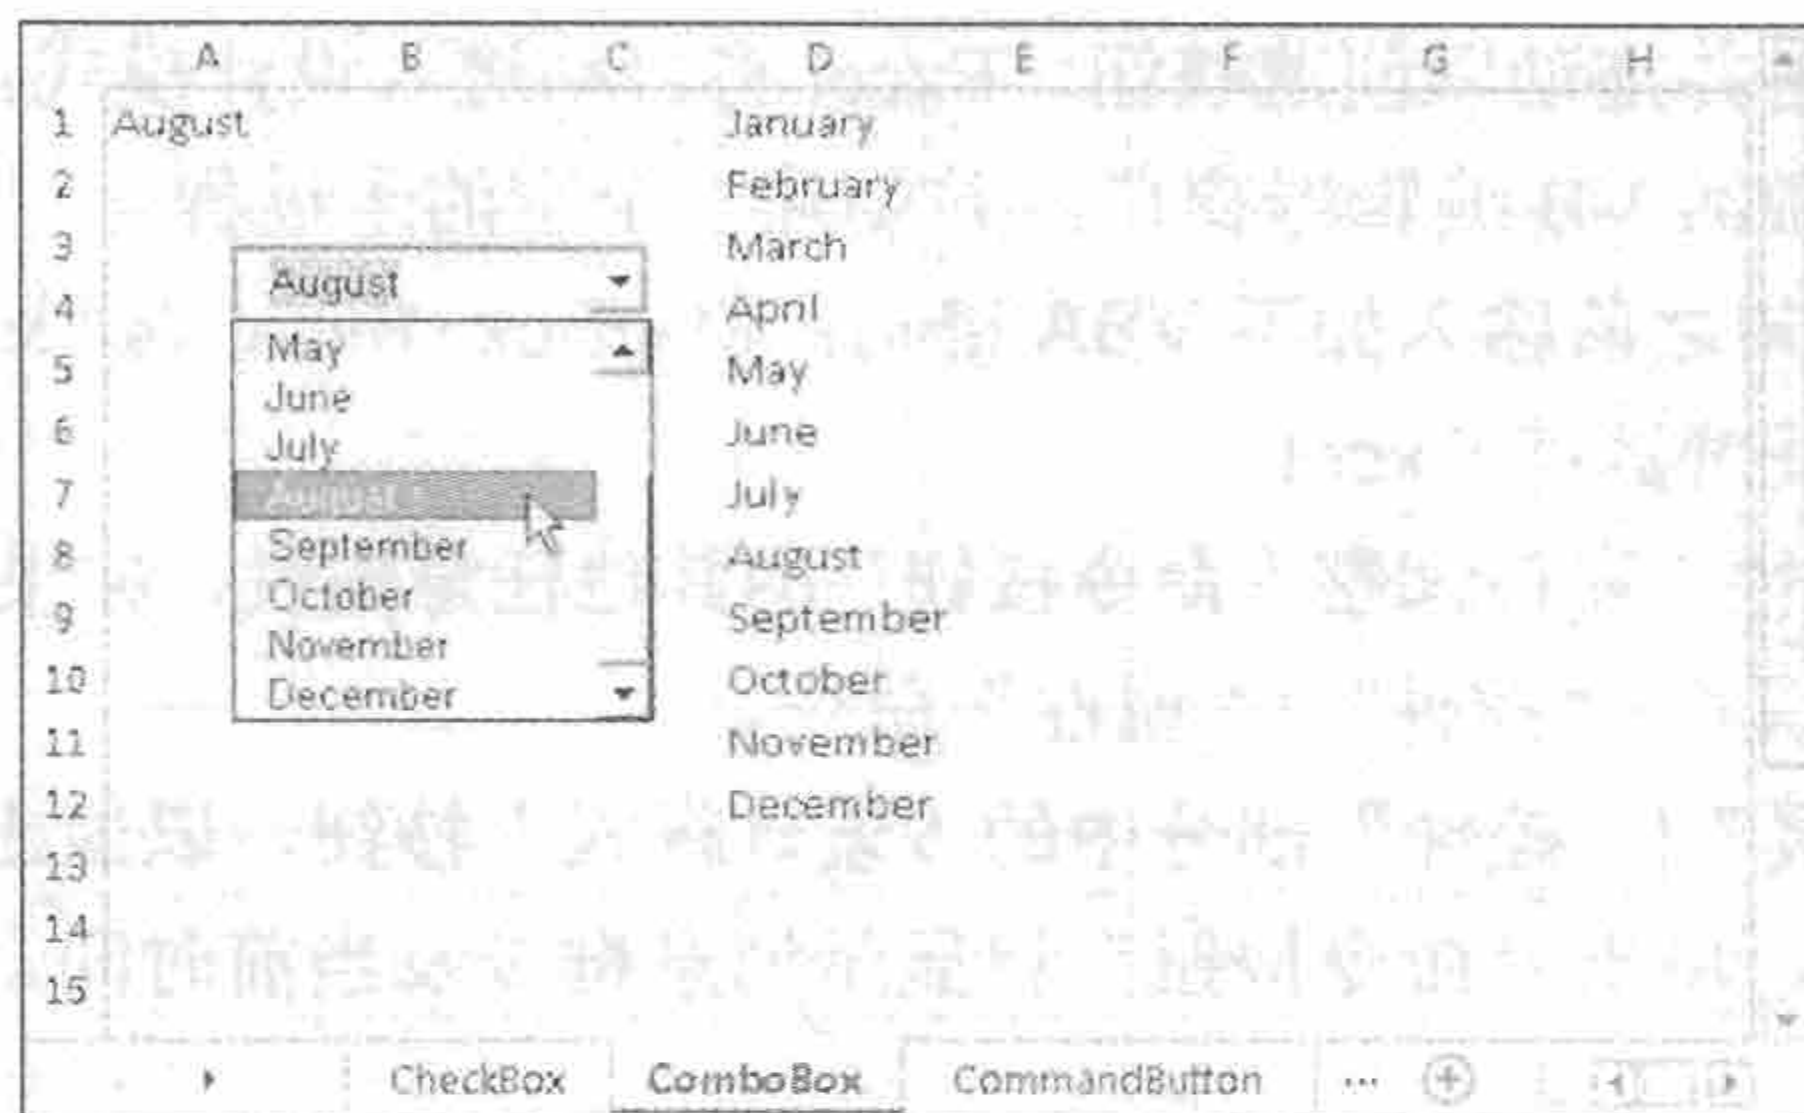 A B C D E F G H
1 August January
2 February
3 March
August
4 April
May
5 May
June
6 June
July
7 August July
September
8 August
October
9 September
November
10 October
December
11 November
12 December
13
14
15
CheckBox ComboBox CommandButton ...